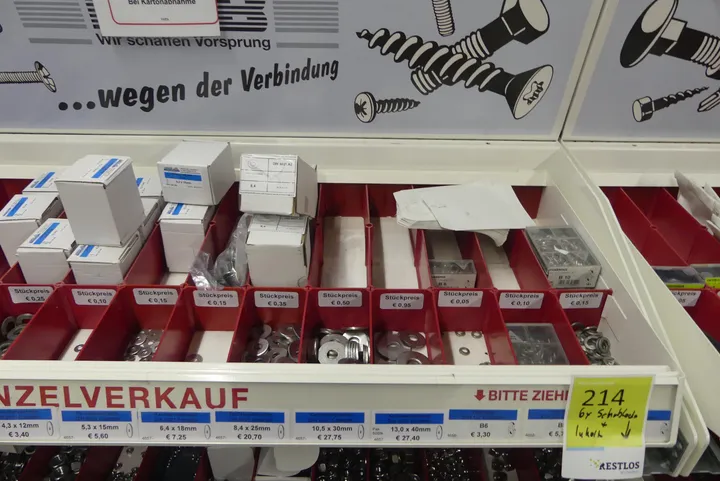 Bei Kartonabnahme
Wir schaffen Vorsprung
...wegen der Verbindung
Stückpreis
€ 0,25
Stückpreis
€ 0,10
Stückpreis
€ 0,15
Stückpreis
€ 0,15
Stückpreis
€ 0,35
Stückpreis
€ 0,50
Stückpreis
€ 0,95
Stückpreis
€ 0,05
Stückpreis
€ 0,10
Stückpreis
€ 0,15
NZELVERKAUF
BITTE ZIEH
4,3 x 12mm
€ 3,40
5,3 x 15mm
€ 5,60
6,4 x 18mm
€ 7,25
8,4 x 25mm
€ 20,70
10,5 x 30mm
€ 27,75
13,0 x 40mm
€ 27,40
B6
€ 3,30
214
6x
RESTLOS